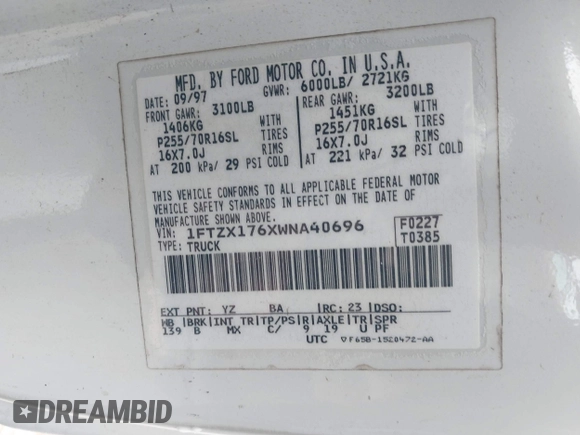 MFD. BY FORD MOTOR CO. IN U.S.A.
DATE: 09/97 GVWR: 6000LB/ 2721KG
FRONT GAWR: 3100LB REAR GAWR: 3200LB
1406KG 1451KG
P255/70R16SL TIRES P255/70R16SL TIRES
16X7.0J RIMS 16X7.0J RIMS
AT 200 kPa/ 29 PSI COLD AT 221 kPa/ 32 PSI COLD
THIS VEHICLE CONFORMS TO ALL APPLICABLE FEDERAL MOTOR
VEHICLE SAFETY STANDARDS IN EFFECT ON THE DATE OF
MANUFACTURE SHOWN ABOVE.
VIN: 1FTZX176XWNA40696 F0227
TYPE: TRUCK T0385
EXT PNT: YZ BA RC: 23 DSO:
WB BRK INT TR TP/PS R AXLE TR SPR
139 B MX C/ 9 19 U PF
UTC ▽F65B-1520472-AA
DREAMBID